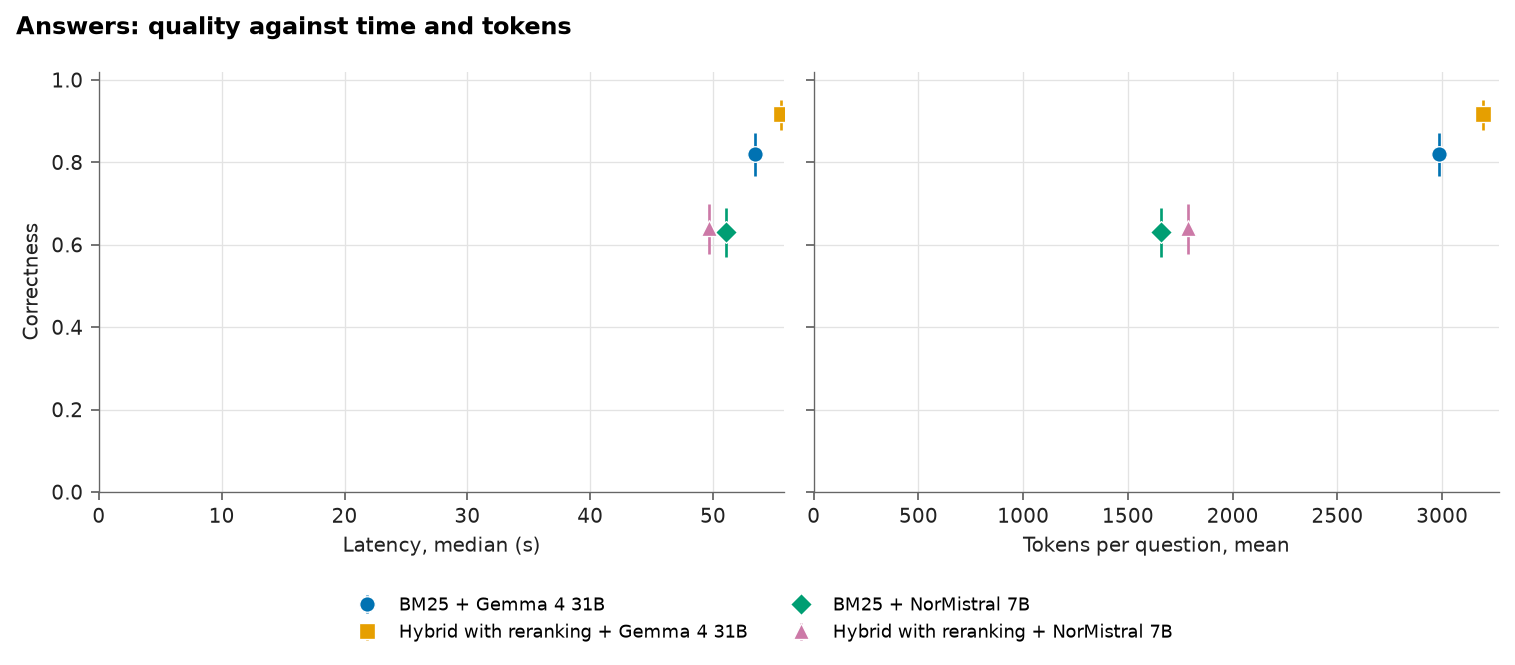 Answers: quality against time and tokens
Correctness
1.0
0.8
0.6
0.4
0.2
0.0
0 10 20 30 40 50
Latency, median (s)
0 500 1000 1500 2000 2500 3000
Tokens per question, mean
BM25 + Gemma 4 31B
Hybrid with reranking + Gemma 4 31B
BM25 + NorMistral 7B
Hybrid with reranking + NorMistral 7B